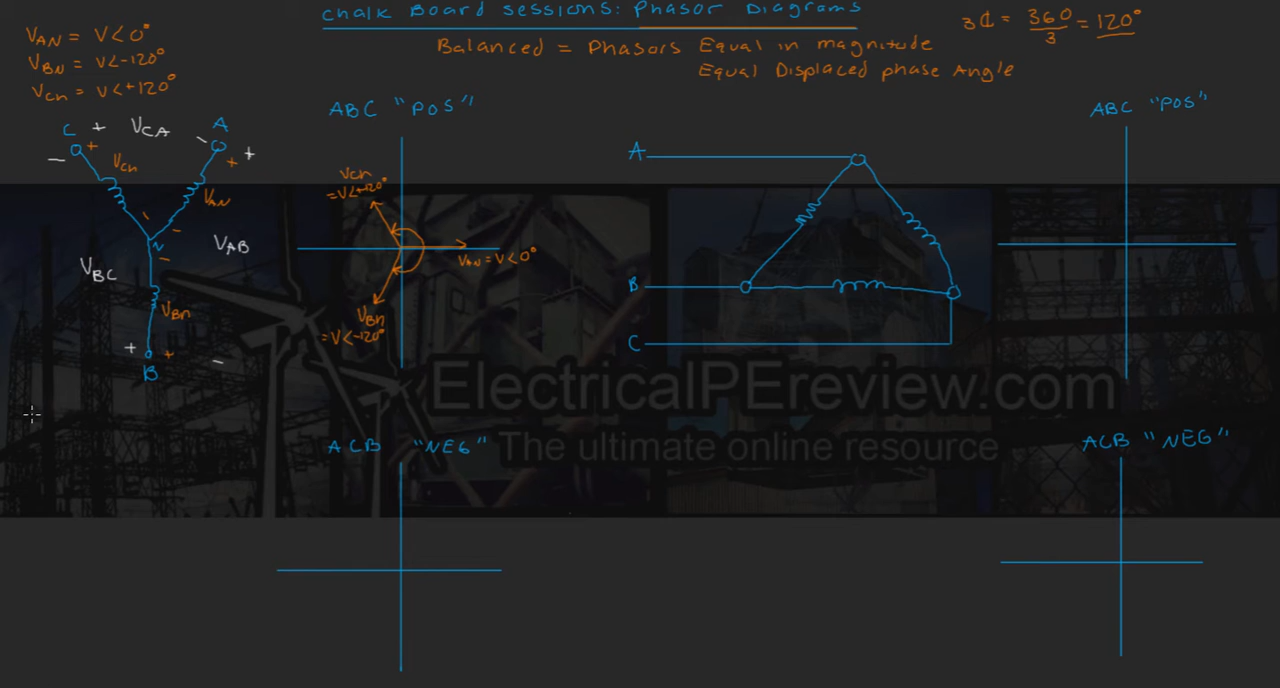 Chalk Board Sessions: Phasor Diagrams
3Φ = 360/3 = 120°
Balanced = Phasors Equal in magnitude
Equal Displaced phase Angle
VAN = V<0°
VBN = V<-120°
Vcn = V<+120°
ABC "POS"
ABC "POS"
C + VCA A
+ - +
-
Vcn
+
VAN
-
-
N
-
VAB
VBC
VBn
+ + -
B
Vcn
=V<+120°
VAN = V<0°
VBn
=V<-120°
A
B
C
ElectricalPEreview.com
The ultimate online resource
ACB "NEG"
ACB "NEG"